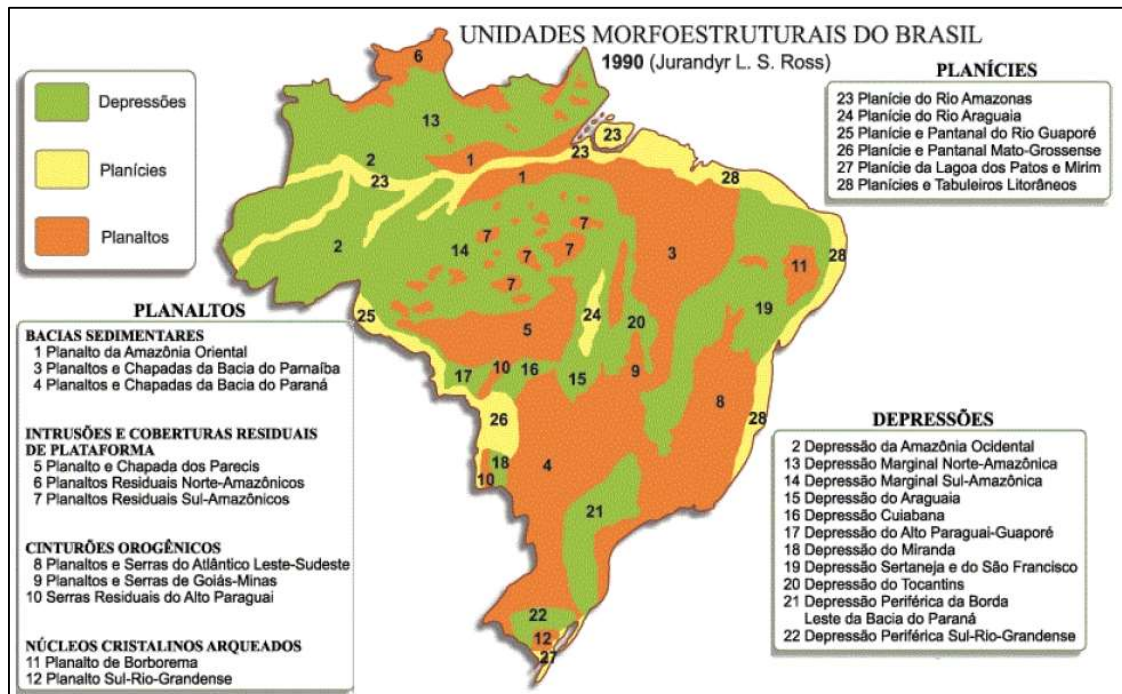 UNIDADES MORFOESTRUTURAIS DO BRASIL
1990 (Jurandyr L. S. Ross)
Depressões
Planícies
Planaltos
PLANÍCIES
23 Planície do Rio Amazonas
24 Planície do Rio Araguaia
25 Planície e Pantanal do Rio Guaporé
26 Planície e Pantanal Mato-Grossense
27 Planície da Lagoa dos Patos e Mirim
28 Planícies e Tabuleiros Litorâneos
6
13
23
2
1
23
23
1
28
2
14
7
7
7
7
7
3
11
28
19
25
24
20
5
10
16
17
15
9
8
26
28
18
10
4
21
22
12
27
PLANALTOS
BACIAS SEDIMENTARES
1 Planalto da Amazônia Oriental
3 Planaltos e Chapadas da Bacia do Parnaíba
4 Planaltos e Chapadas da Bacia do Paraná
INTRUSÕES E COBERTURAS RESIDUAIS
DE PLATAFORMA
5 Planalto e Chapada dos Parecis
6 Planaltos Residuais Norte-Amazônicos
7 Planaltos Residuais Sul-Amazônicos
CINTURÕES OROGÊNICOS
8 Planaltos e Serras do Atlântico Leste-Sudeste
9 Planaltos e Serras de Goiás-Minas
10 Serras Residuais do Alto Paraguai
NÚCLEOS CRISTALINOS ARQUEADOS
11 Planalto de Borborema
12 Planalto Sul-Rio-Grandense
DEPRESSÕES
2 Depressão da Amazônia Ocidental
13 Depressão Marginal Norte-Amazônica
14 Depressão Marginal Sul-Amazônica
15 Depressão do Araguaia
16 Depressão Cuiabana
17 Depressão do Alto Paraguai-Guaporé
18 Depressão do Miranda
19 Depressão Sertaneja e do São Francisco
20 Depressão do Tocantins
21 Depressão Periférica da Borda
Leste da Bacia do Paraná
22 Depressão Periférica Sul-Rio-Grandense